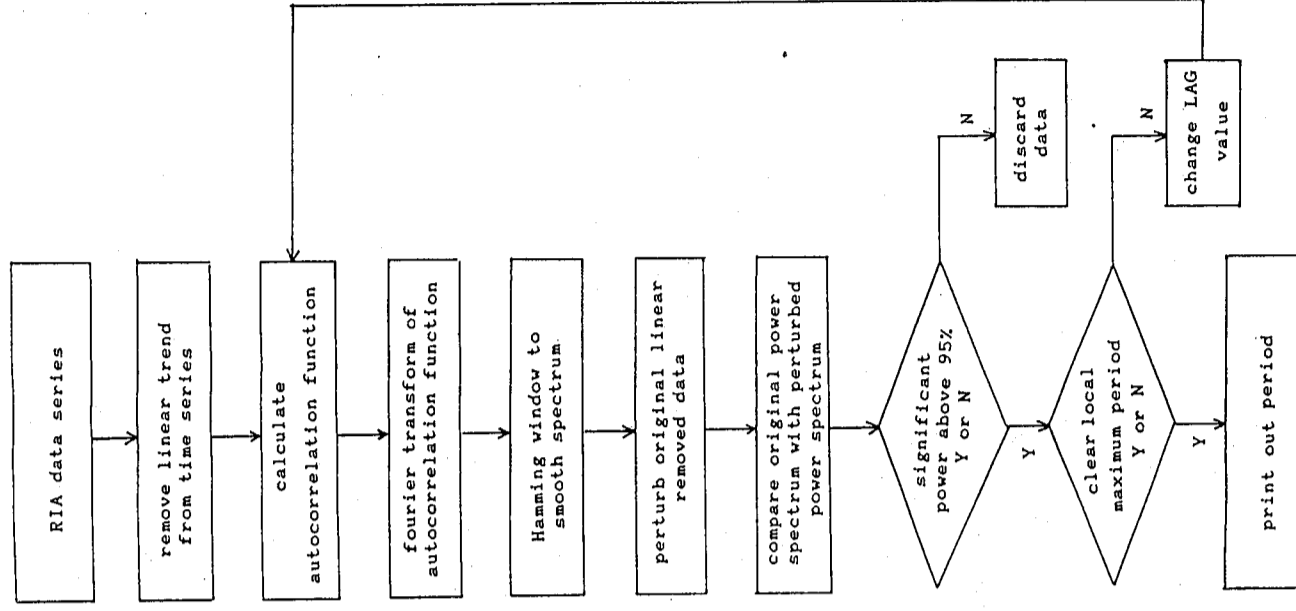 RIA data series
remove linear trend
from time series
calculate
autocorrelation function
fourier transform of
autocorrelation function
Hamming window to
smooth spectrum
perturb original linear
removed data
compare original power
spectrum with perturbed
power spectrum
significant
power above 95%
Y or N
N
discard
data
Y
clear local
maximum period
Y or N
N
change LAG
value
Y
print out period